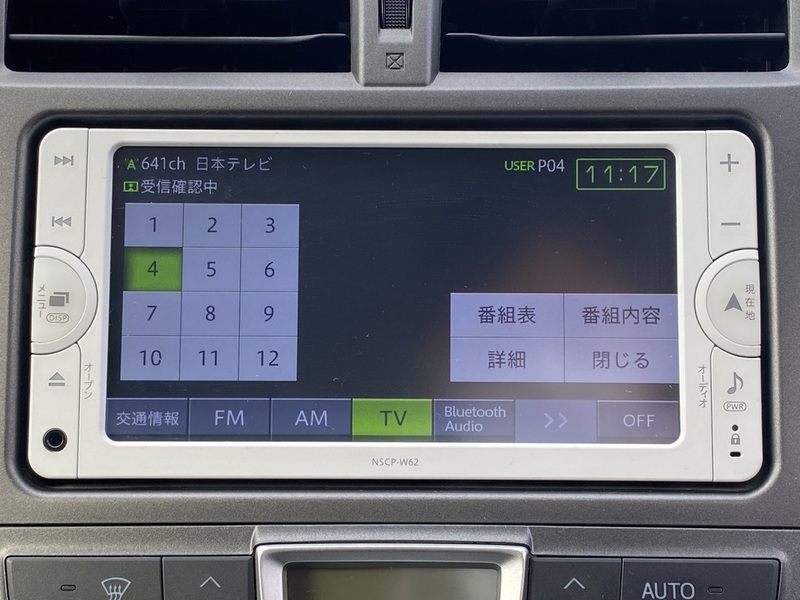 A 641ch 日本テレビ
USER P04 11:17
受信確認中
1 2 3
4 5 6
7 8 9
10 11 12
番組表 番組内容
詳細 閉じる
交通情報 FM AM TV Bluetooth Audio >> OFF
メニュー
DISP
オープン
現在地
オーディオ
PWR
NSCP-W62
AUTO